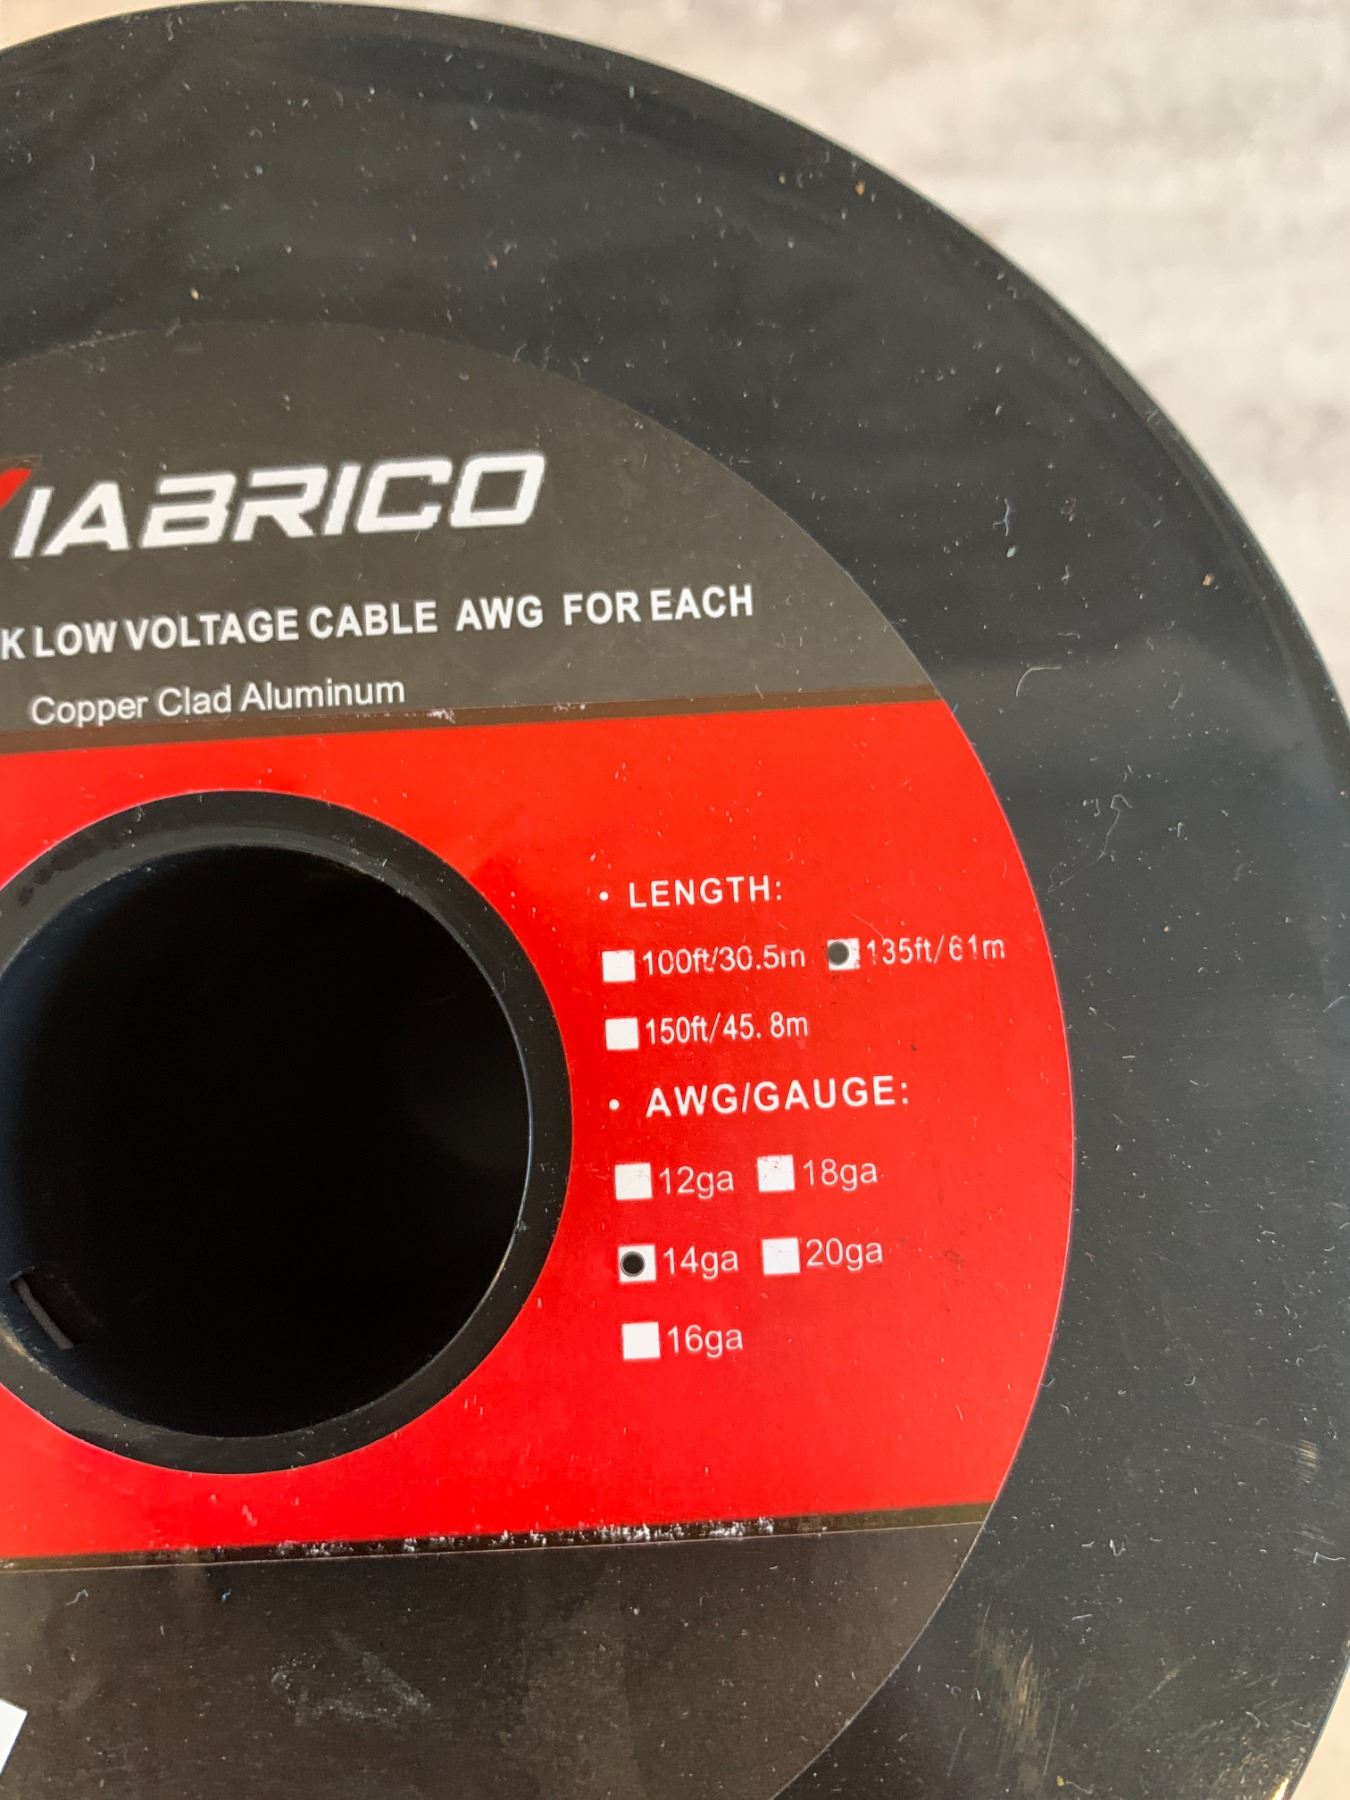 VIABRICO
K LOW VOLTAGE CABLE AWG FOR EACH
Copper Clad Aluminum
• LENGTH:
100ft/30.5m 135ft/61m
150ft/45.8m
• AWG/GAUGE:
12ga 18ga
14ga 20ga
16ga